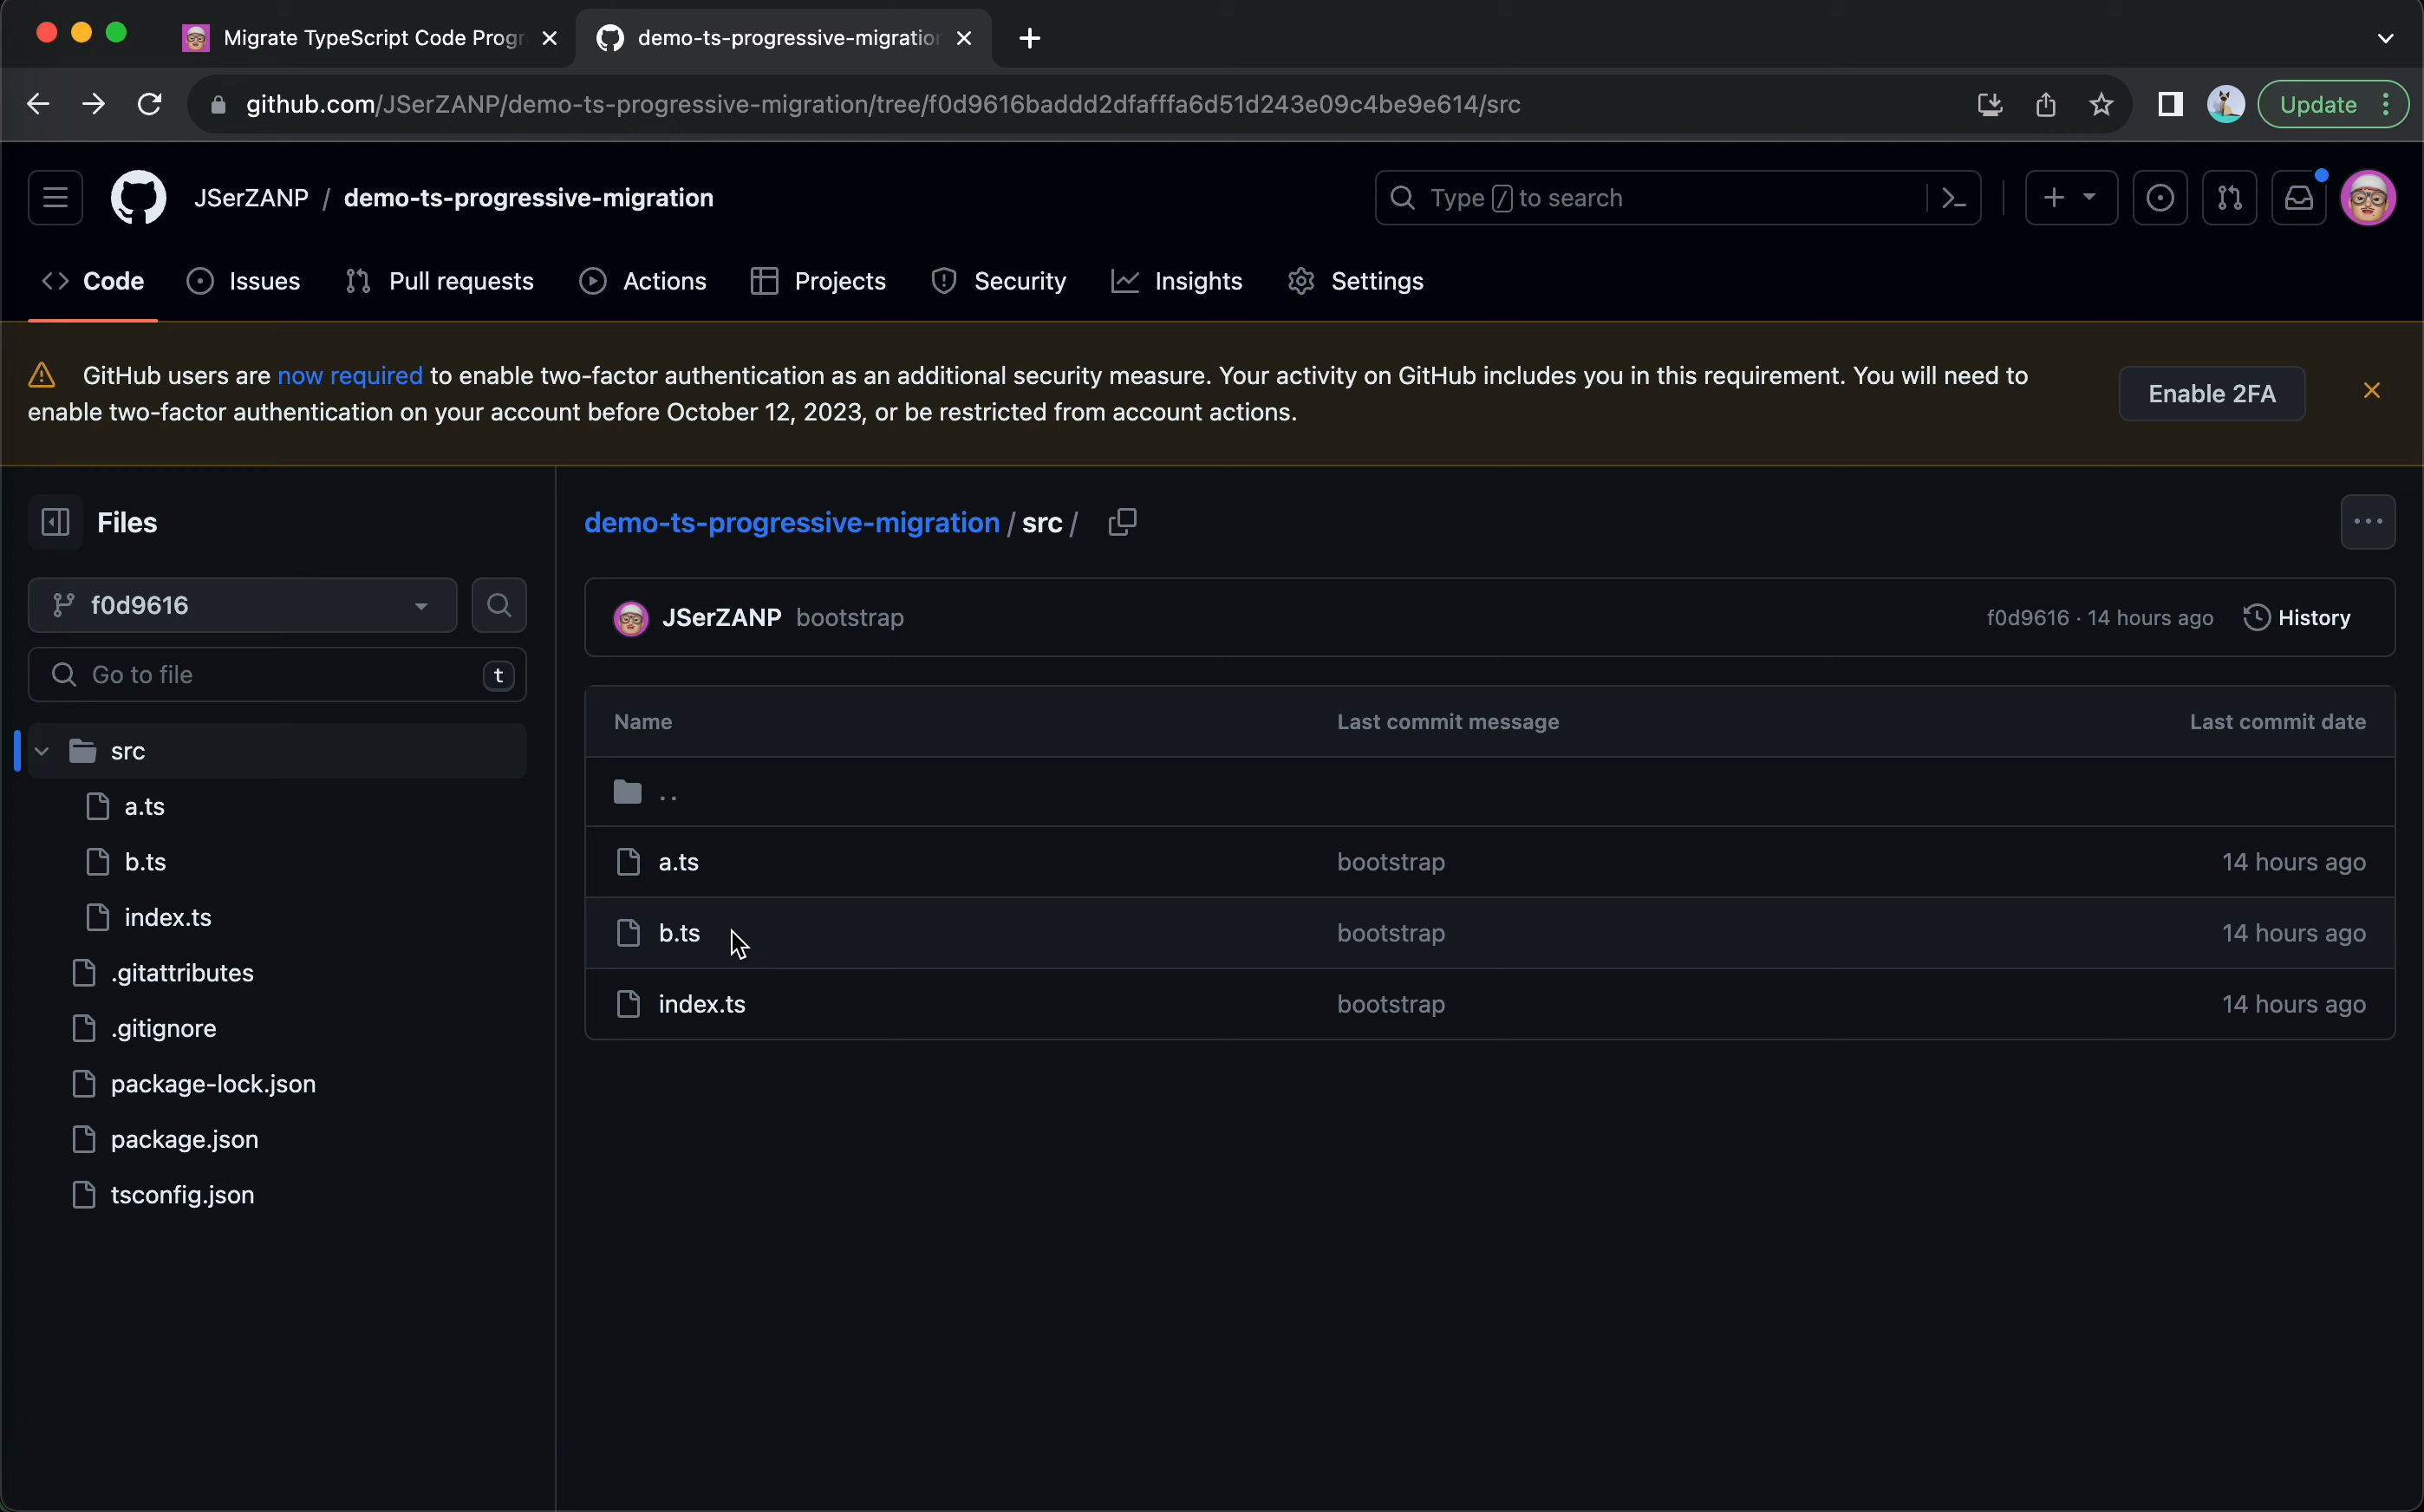 Migrate TypeScript Code Progr
demo-ts-progressive-migration
github.com/JSerZANP/demo-ts-progressive-migration/tree/f0d9616baddd2dfafffa6d51d243e09c4be9e614/src
Update
JSerZANP / demo-ts-progressive-migration
Type / to search
Code
Issues
Pull requests
Actions
Projects
Security
Insights
Settings
GitHub users are now required to enable two-factor authentication as an additional security measure. Your activity on GitHub includes you in this requirement. You will need to
enable two-factor authentication on your account before October 12, 2023, or be restricted from account actions.
Enable 2FA
Files
f0d9616
Go to file
t
src
a.ts
b.ts
index.ts
.gitattributes
.gitignore
package-lock.json
package.json
tsconfig.json
demo-ts-progressive-migration / src /
JSerZANP bootstrap
f0d9616 · 14 hours ago
History
Name Last commit message Last commit date
..
a.ts bootstrap 14 hours ago
b.ts bootstrap 14 hours ago
index.ts bootstrap 14 hours ago